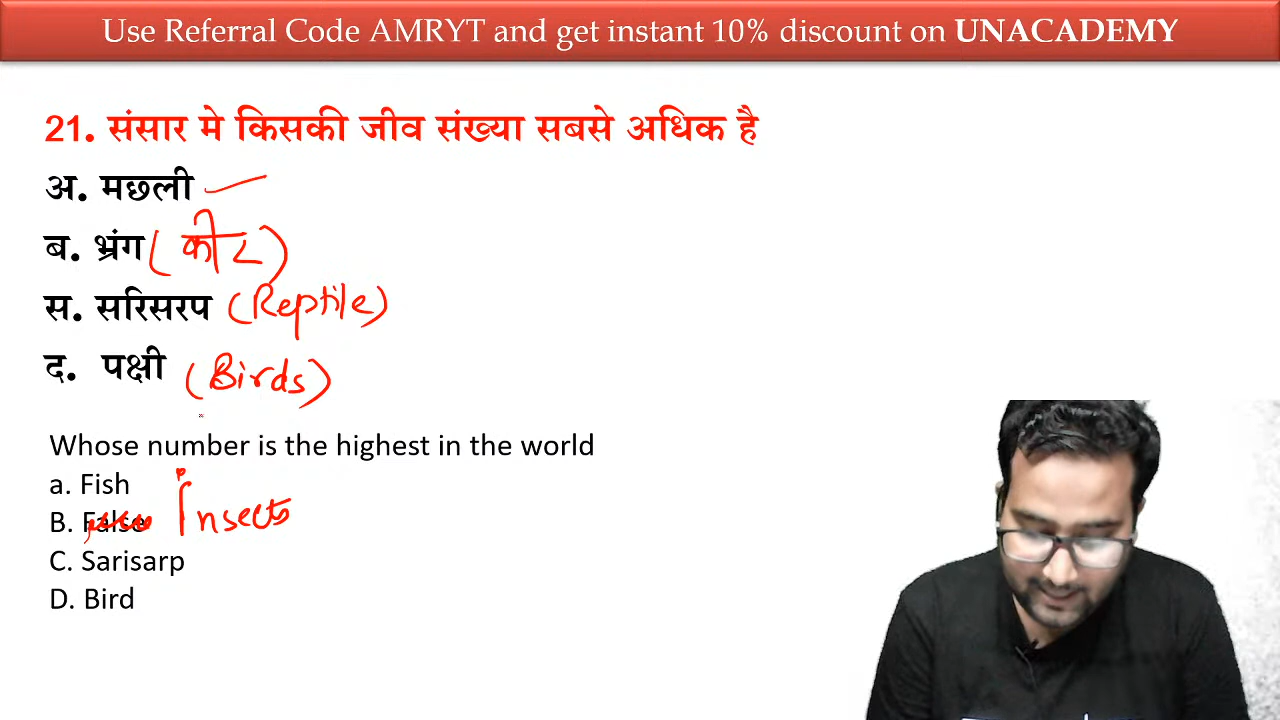 Use Referral Code AMRYT and get instant 10% discount on UNACADEMY
21. संसार मे किसकी जीव संख्या सबसे अधिक है
अ. मछली
ब. भ्रंग (कीट)
स. सरिसरप (Reptile)
द. पक्षी (Birds)
Whose number is the highest in the world
a. Fish
B. False Insects
C. Sarisarp
D. Bird